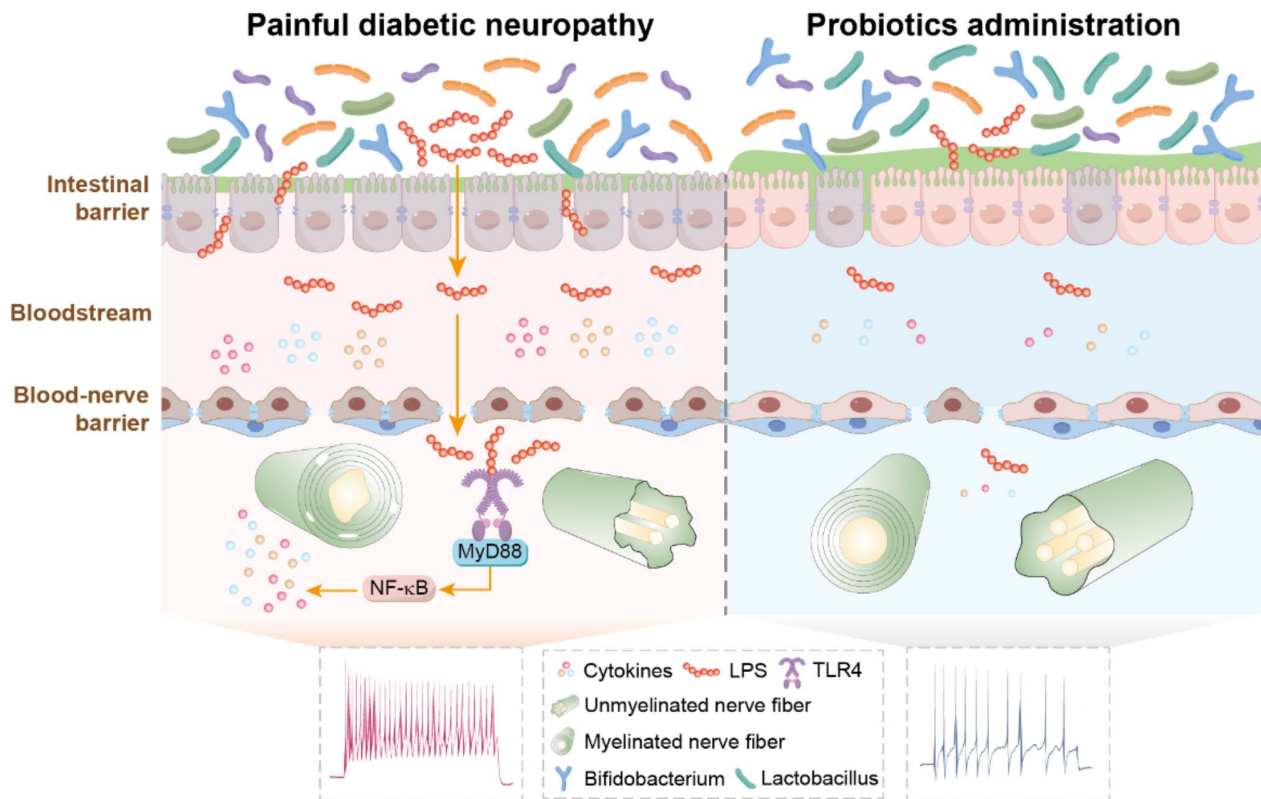 Painful diabetic neuropathy
Probiotics administration
Intestinal
barrier
Bloodstream
Blood-nerve
barrier
MyD88
NF-κB
Cytokines
LPS
TLR4
Unmyelinated nerve fiber
Myelinated nerve fiber
Bifidobacterium
Lactobacillus